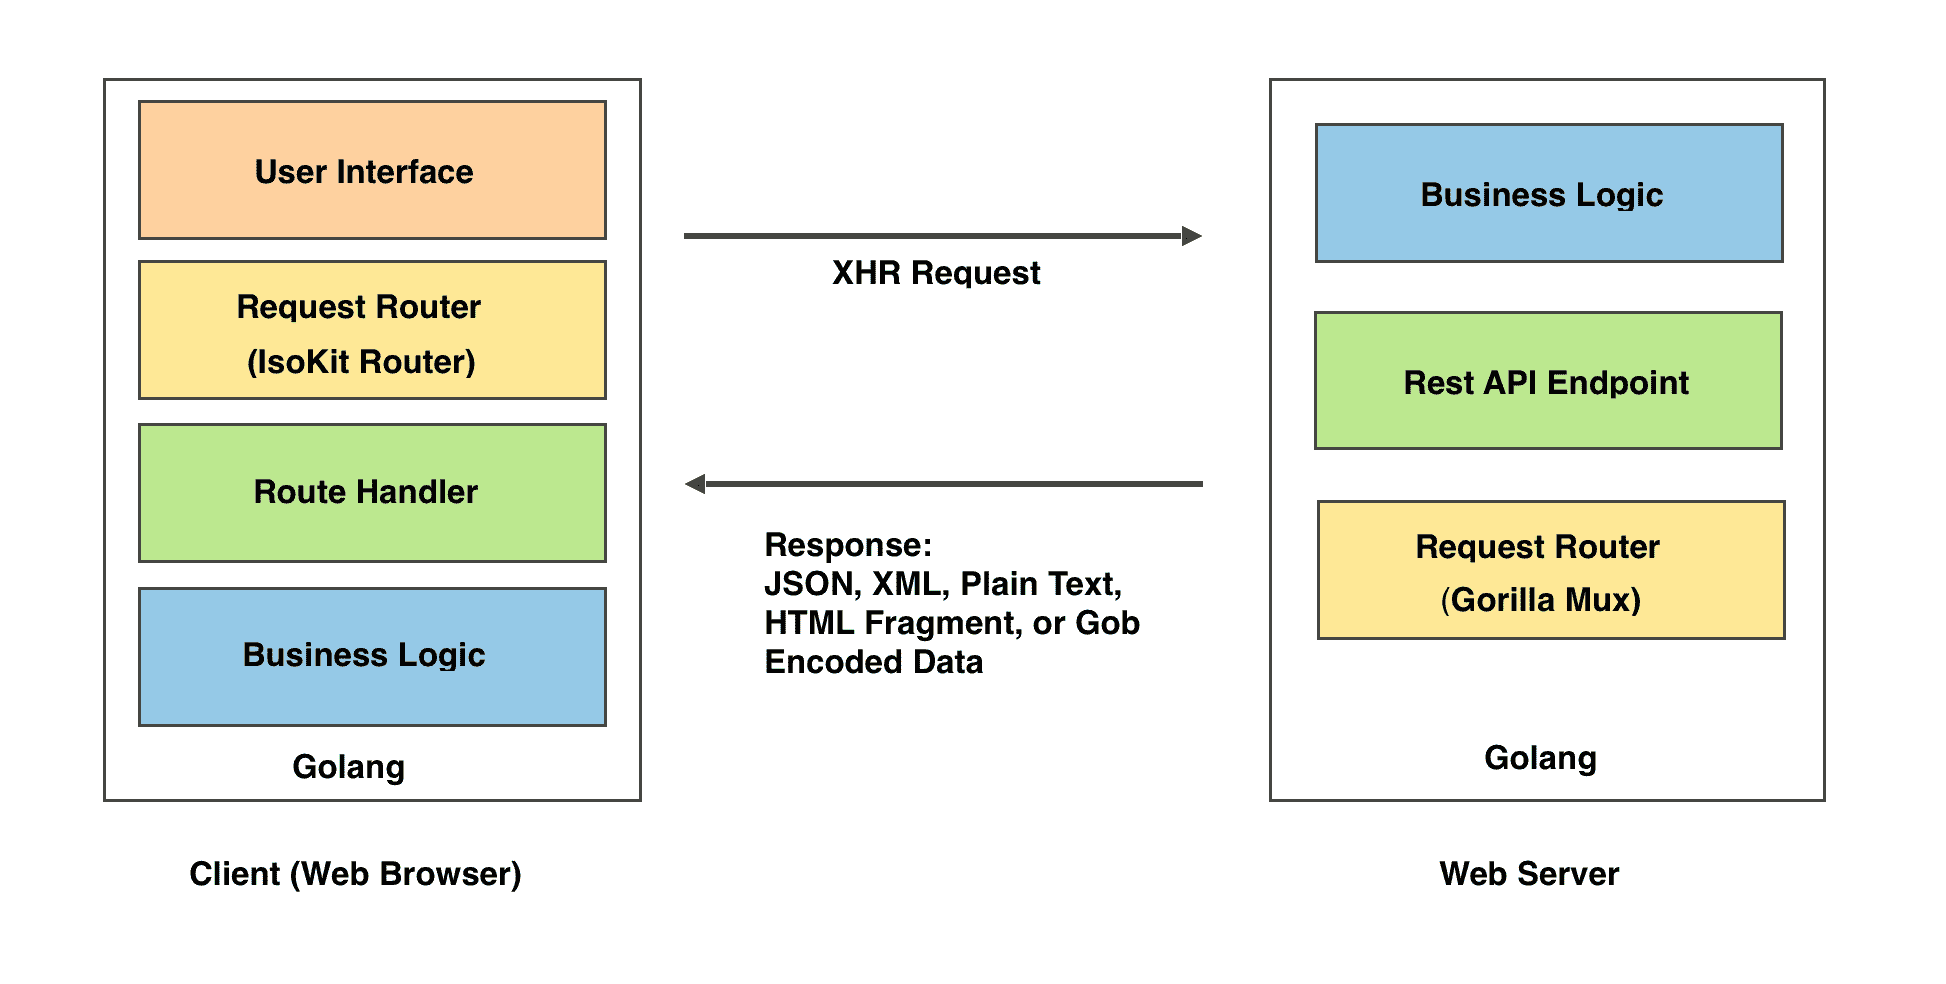 User Interface
Request Router
(IsoKit Router)
Route Handler
Business Logic
Golang
Client (Web Browser)
XHR Request
Response:
JSON, XML, Plain Text,
HTML Fragment, or Gob
Encoded Data
Business Logic
Rest API Endpoint
Request Router
(Gorilla Mux)
Golang
Web Server